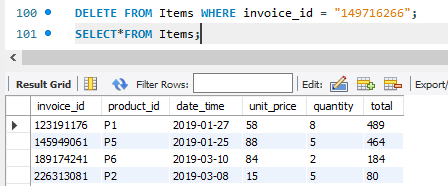 100 DELETE FROM Items WHERE invoice_id = "149716266";
101 SELECT*FROM Items;
Result Grid Filter Rows: Edit: Export/
invoice_id product_id date_time unit_price quantity total
123191176 P1 2019-01-27 58 8 489
145949061 P5 2019-01-25 88 5 464
189174241 P6 2019-03-10 84 2 184
226313081 P2 2019-03-08 15 5 80